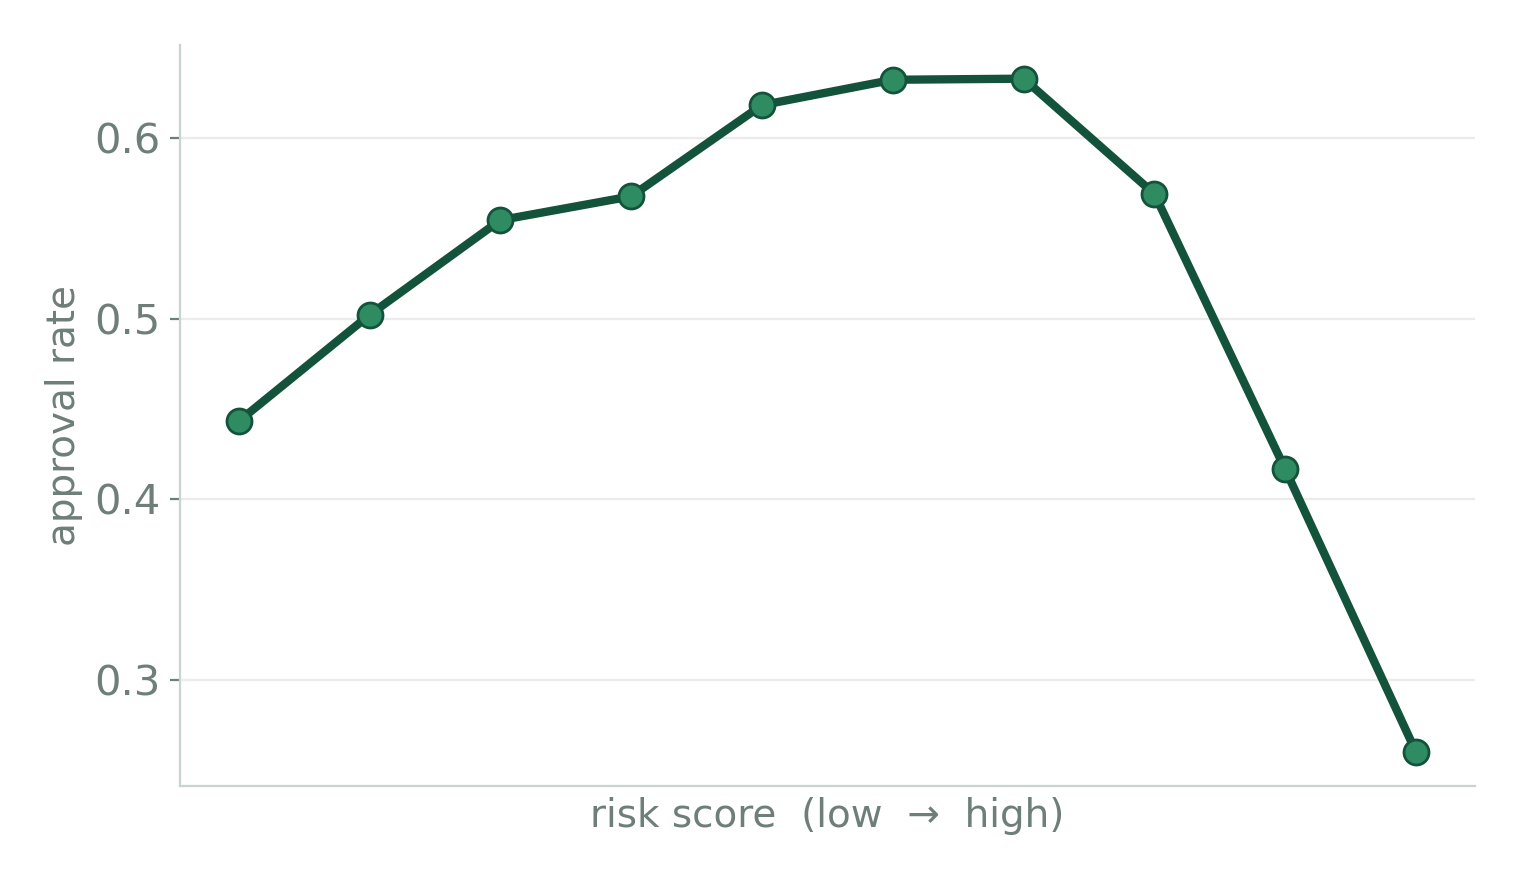 approval rate
0.6
0.5
0.4
0.3
risk score (low → high)